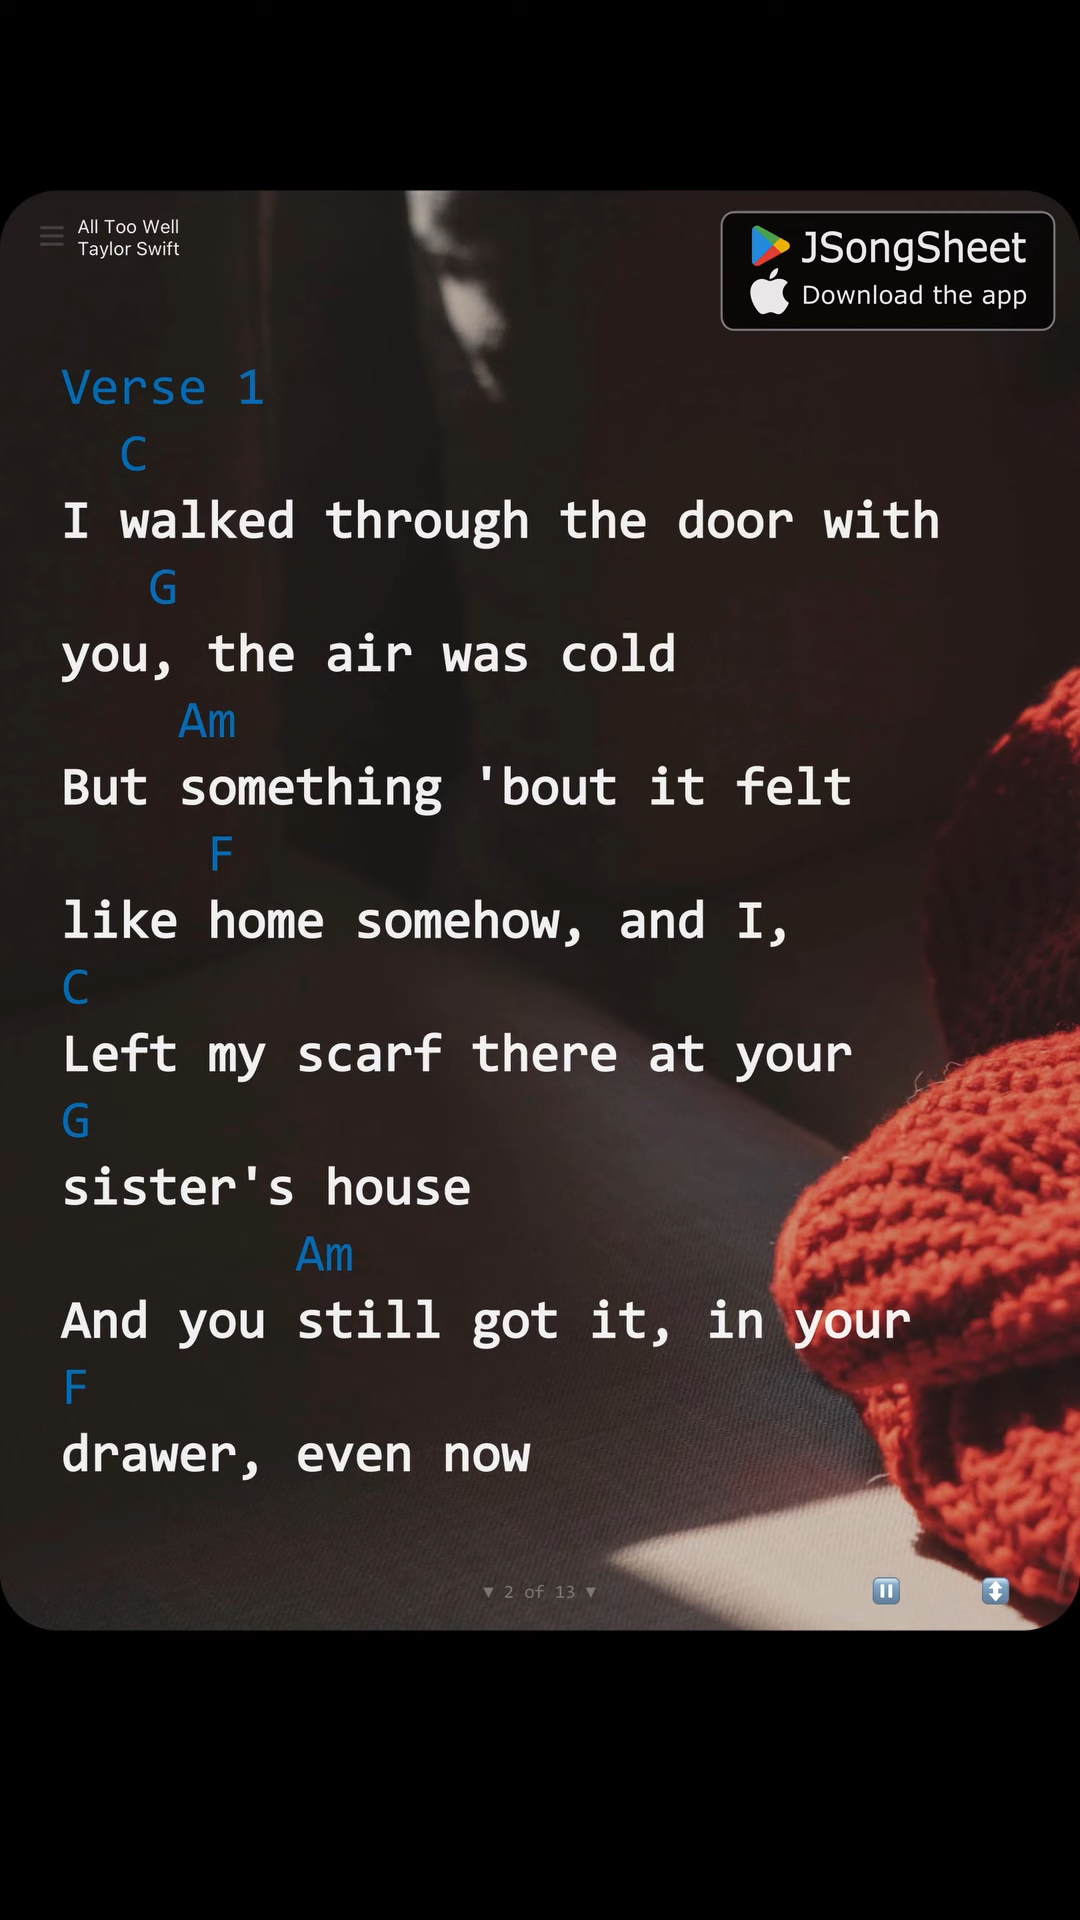 All Too Well
Taylor Swift
JSongSheet
Download the app
Verse 1
C
I walked through the door with
G
you, the air was cold
Am
But something 'bout it felt
F
like home somehow, and I,
C
Left my scarf there at your
G
sister's house
Am
And you still got it, in your
F
drawer, even now
▼ 2 of 13 ▼